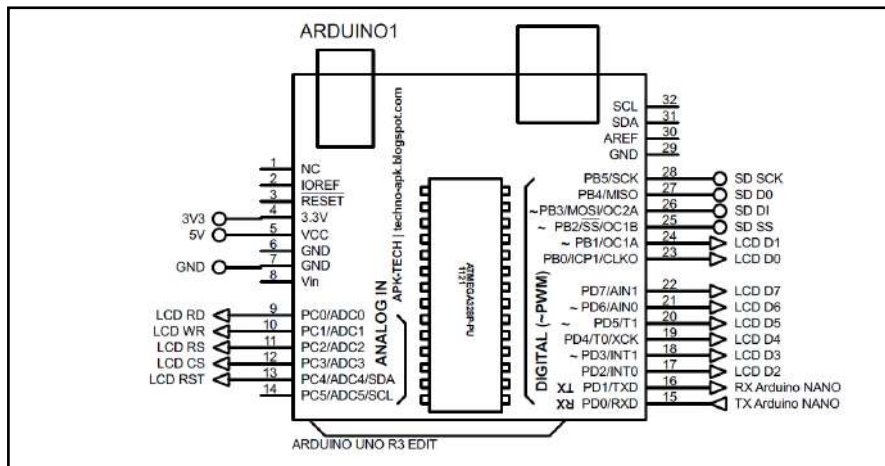 ARDUINO1
APK-TECH | techno-apk.blogspot.com
1 NC
2 IOREF
3 RESET
3V3 4 3.3V
5V 5 VCC
6 GND
GND 7 GND
8 Vin
LCD RD 9 PC0/ADC0
LCD WR 10 PC1/ADC1
LCD RS 11 PC2/ADC2
LCD CS 12 PC3/ADC3
LCD RST 13 PC4/ADC4/SDA
14 PC5/ADC5/SCL
ANALOG IN
ATMEGA328P-PU
1121
DIGITAL (~PWM)
SCL 32
SDA 31
AREF 30
GND 29
PB5/SCK 28 SD SCK
PB4/MISO 27 SD D0
~PB3/MOSI/OC2A 26 SD DI
~ PB2/SS/OC1B 25 SD SS
~ PB1/OC1A 24 LCD D1
PB0/ICP1/CLKO 23 LCD D0
PD7/AIN1 22 LCD D7
~ PD6/AIN0 21 LCD D6
~ PD5/T1 20 LCD D5
PD4/T0/XCK 19 LCD D4
~ PD3/INT1 18 LCD D3
PD2/INT0 17 LCD D2
TX PD1/TXD 16 RX Arduino NANO
RX PD0/RXD 15 TX Arduino NANO
ARDUINO UNO R3 EDIT